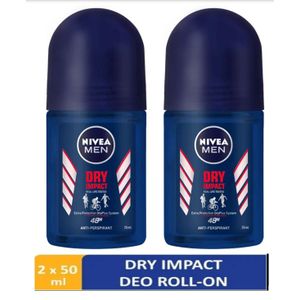 NIVEA
MEN
DRY
IMPACT
48H
ANTI-PERSPIRANT
NIVEA
MEN
DRY
IMPACT
48H
ANTI-PERSPIRANT
2 x 50
ml
DRY IMPACT
DEO ROLL-ON